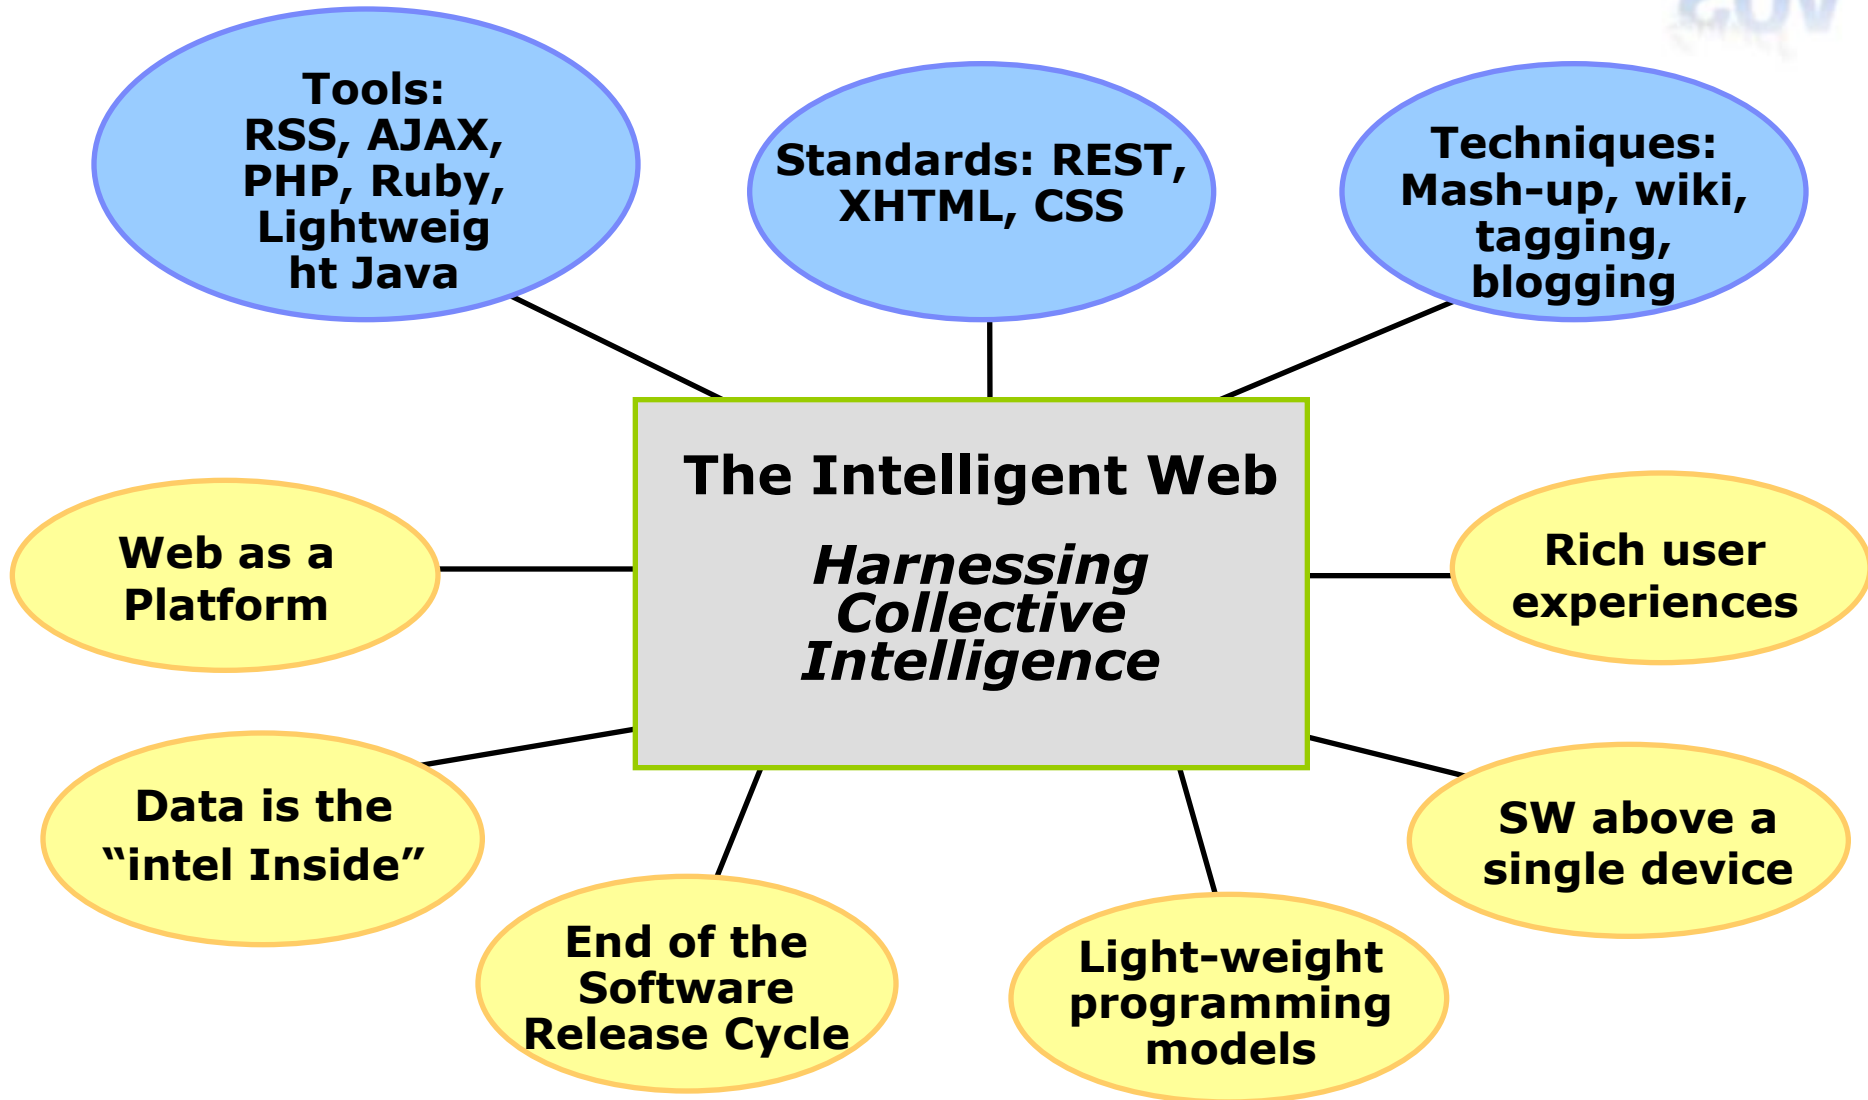 Tools:
RSS, AJAX,
PHP, Ruby,
Lightweig
ht Java
Standards: REST,
XHTML, CSS
Techniques:
Mash-up, wiki,
tagging,
blogging
The Intelligent Web
Harnessing
Collective
Intelligence
Web as a
Platform
Rich user
experiences
Data is the
“intel Inside”
SW above a
single device
End of the
Software
Release Cycle
Light-weight
programming
models